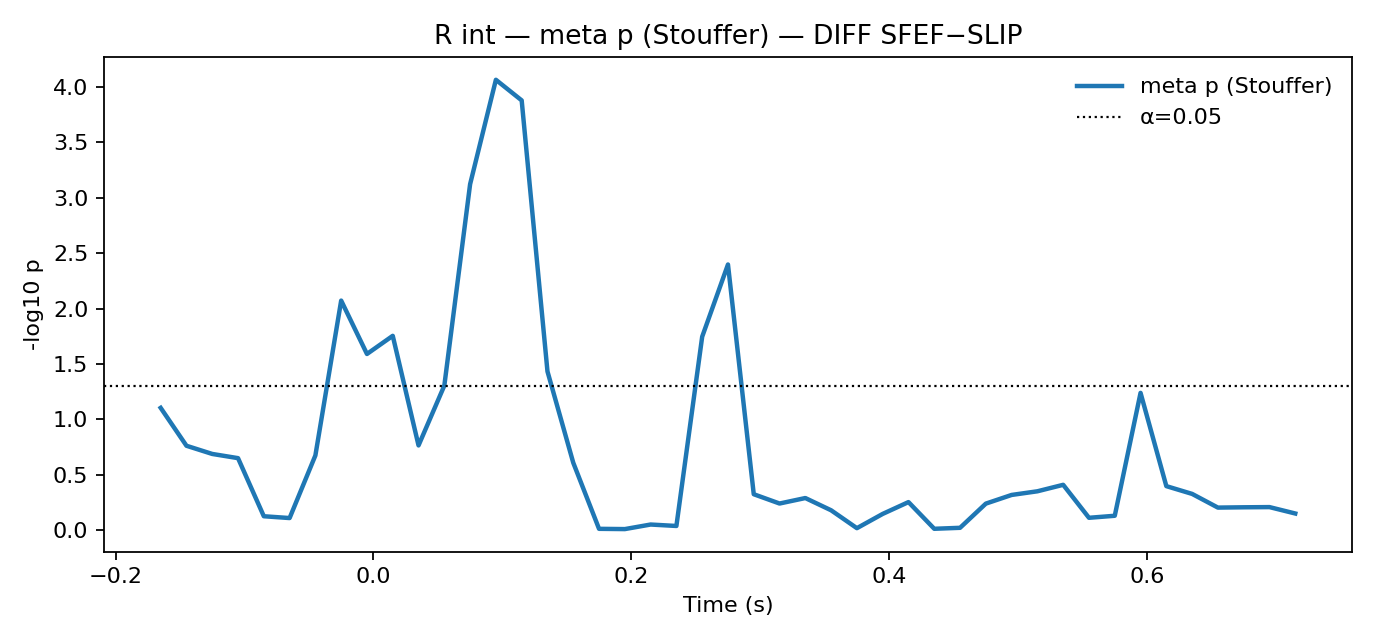 R int — meta p (Stouffer) — DIFF SFEF−SLIP
meta p (Stouffer)
α=0.05
4.0
3.5
3.0
2.5
2.0
1.5
1.0
0.5
0.0
-log10 p
−0.2
0.0
0.2
0.4
0.6
Time (s)